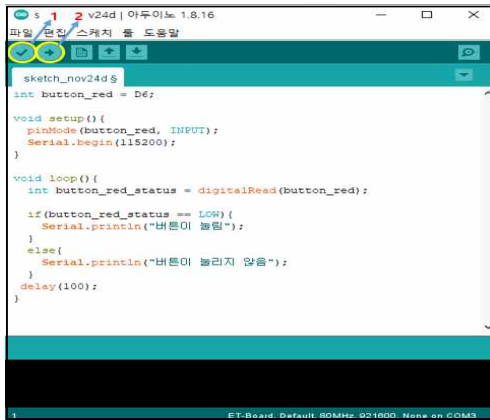 s 1 2 v24d | 아두이노 1.8.16
파일 편집 스케치 툴 도움말
sketch_nov24d §
int button_red = D6;
void setup(){
pinMode(button_red, INPUT);
Serial.begin(115200);
}
void loop(){
int button_red_status = digitalRead(button_red);
if(button_red_status == LOW){
Serial.println("버튼이 눌림");
}
else{
Serial.println("버튼이 눌리지 않음");
}
delay(100);
}
1 ET-Board, Default, 80MHz, 921600, None on COM3